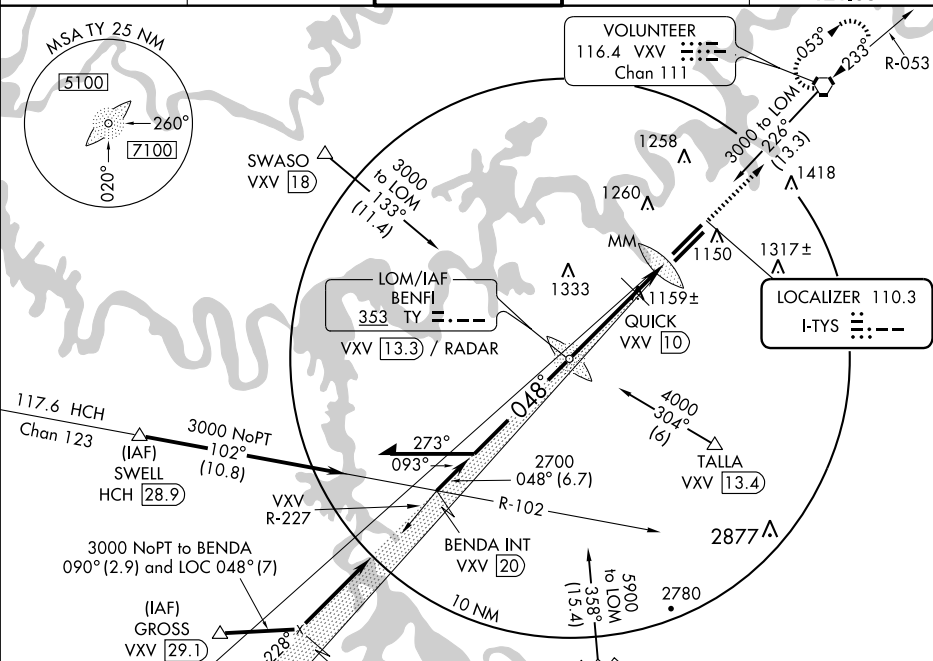 MSA TY 25 NM
5100
260°
7100
020°
VOLUNTEER
116.4 VXV
Chan 111
053°
233°
R-053
3000 to LOM
226°
(13.3)
1258
1260
1418
SWASO
VXV 18
3000
to LOM
133°
(11.4)
MM
1150
1317±
1333
1159±
LOM/IAF
BENFI
353 TY
VXV 13.3 / RADAR
QUICK
VXV 10
LOCALIZER 110.3
I-TYS
048°
4000
304°
(6)
TALLA
VXV 13.4
117.6 HCH
Chan 123
(IAF)
SWELL
HCH 28.9
3000 NoPT
102°
(10.8)
273°
093°
2700
048° (6.7)
VXV
R-227
R-102
2877
BENDA INT
VXV 20
3000 NoPT to BENDA
090° (2.9) and LOC 048° (7)
(IAF)
GROSS
VXV 29.1
228°
10 NM
5900
to LOM
358°
(15.4)
2780